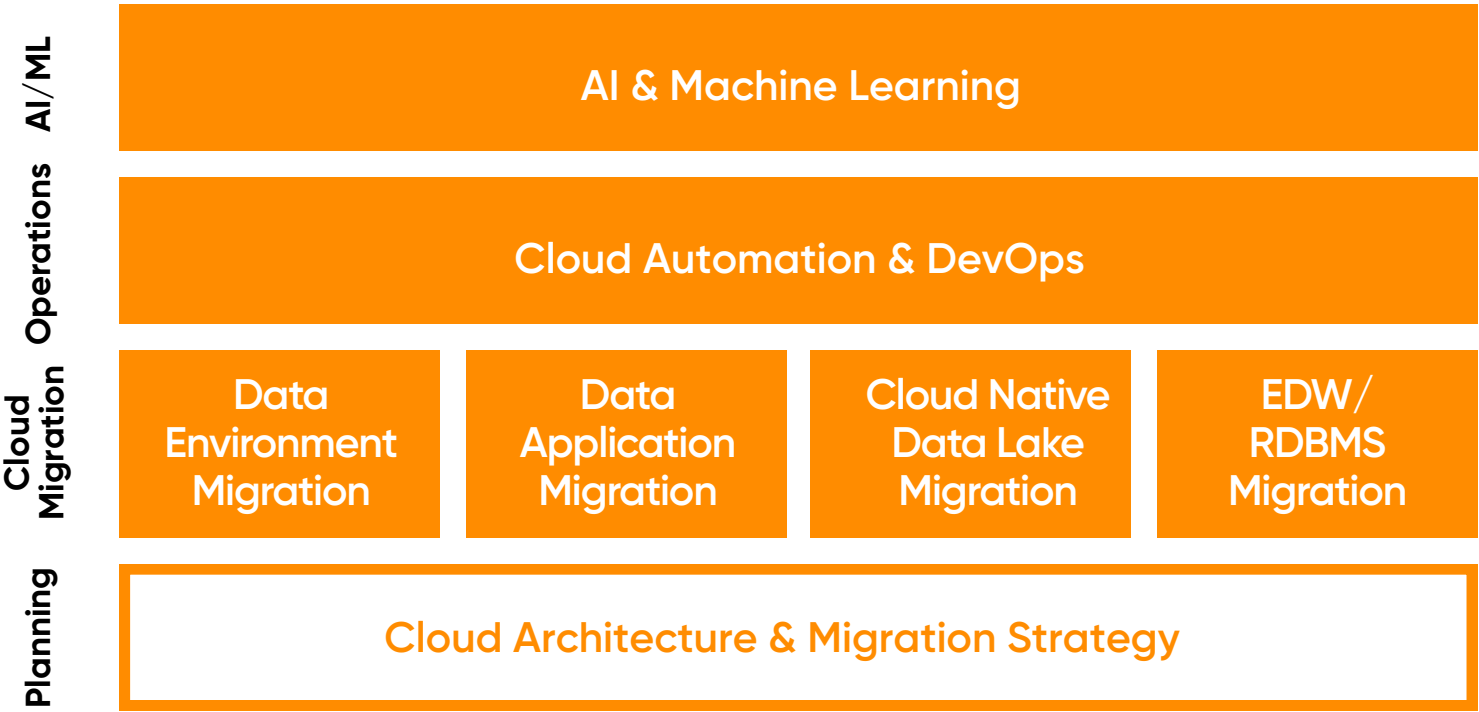 AI/ML
AI & Machine Learning
Operations
Cloud Automation & DevOps
Cloud
Migration
Data
Environment
Migration
Data
Application
Migration
Cloud Native
Data Lake
Migration
EDW/
RDBMS
Migration
Planning
Cloud Architecture & Migration Strategy